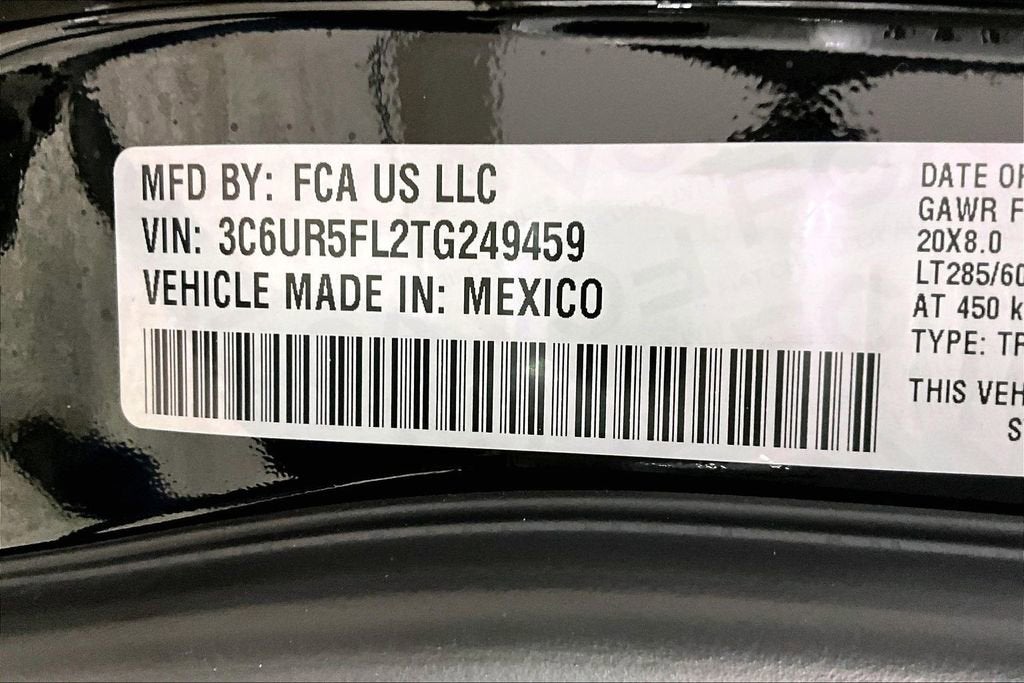 MFD BY: FCA US LLC
VIN: 3C6UR5FL2TG249459
VEHICLE MADE IN: MEXICO
DATE OF
GAWR F
20X8.0
LT285/60
AT 450 k
TYPE: TR
THIS VEH
S